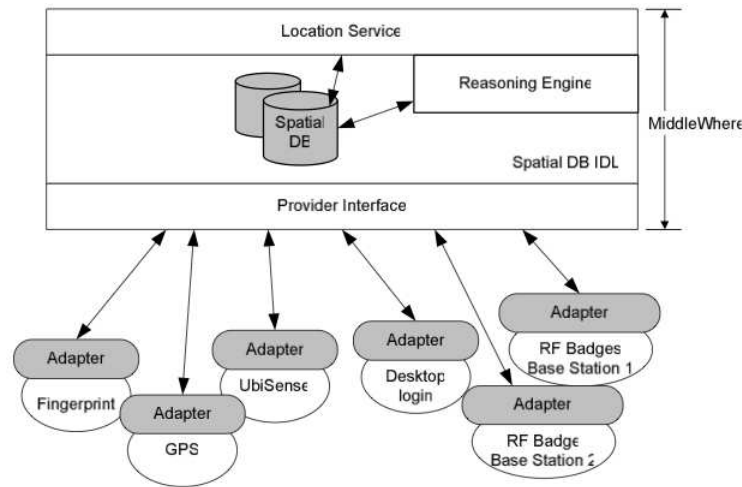 Location Service
Reasoning Engine
Spatial
DB
MiddleWhere
Spatial DB IDL
Provider Interface
Adapter
RF Badges
Base Station 1
Adapter
Fingerprint
Adapter
UbiSense
Adapter
Desktop
login
Adapter
GPS
Adapter
RF Badge
Base Station 2